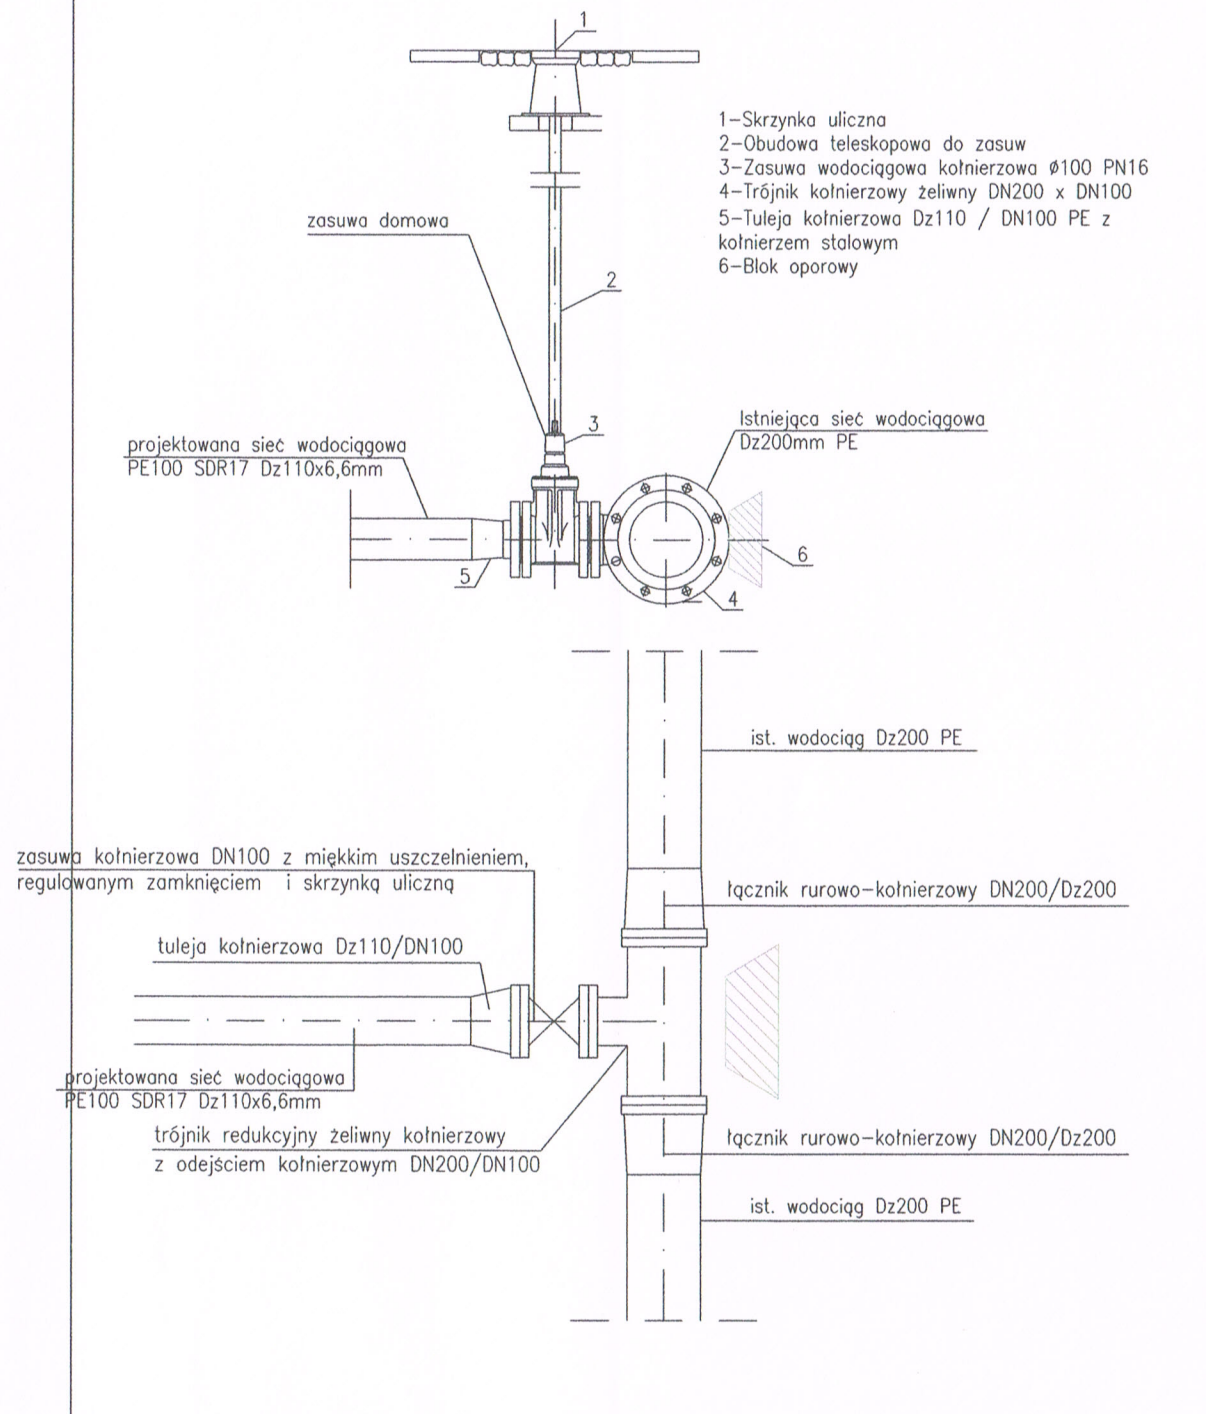 1
1-Skrzynka uliczna
2-Obudowa teleskopowa do zasuw
3-Zasuwa wodociągowa kołnierzowa ø100 PN16
4-Trójnik kołnierzowy żeliwny DN200 x DN100
5-Tuleja kołnierzowa Dz110 / DN100 PE z
kołnierzem stalowym
6-Blok oporowy
zasuwa domowa
2
3
Istniejąca sieć wodociągowa
Dz200mm PE
projektowana sieć wodociągowa
PE100 SDR17 Dz110x6,6mm
6
5
4
ist. wodociąg Dz200 PE
zasuwa kołnierzowa DN100 z miękkim uszczelnieniem,
regulowanym zamknięciem i skrzynką uliczną
łącznik rurowo-kołnierzowy DN200/Dz200
tuleja kołnierzowa Dz110/DN100
projektowana sieć wodociągowa
PE100 SDR17 Dz110x6,6mm
trójnik redukcyjny żeliwny kołnierzowy
z odejściem kołnierzowym DN200/DN100
łącznik rurowo-kołnierzowy DN200/Dz200
ist. wodociąg Dz200 PE